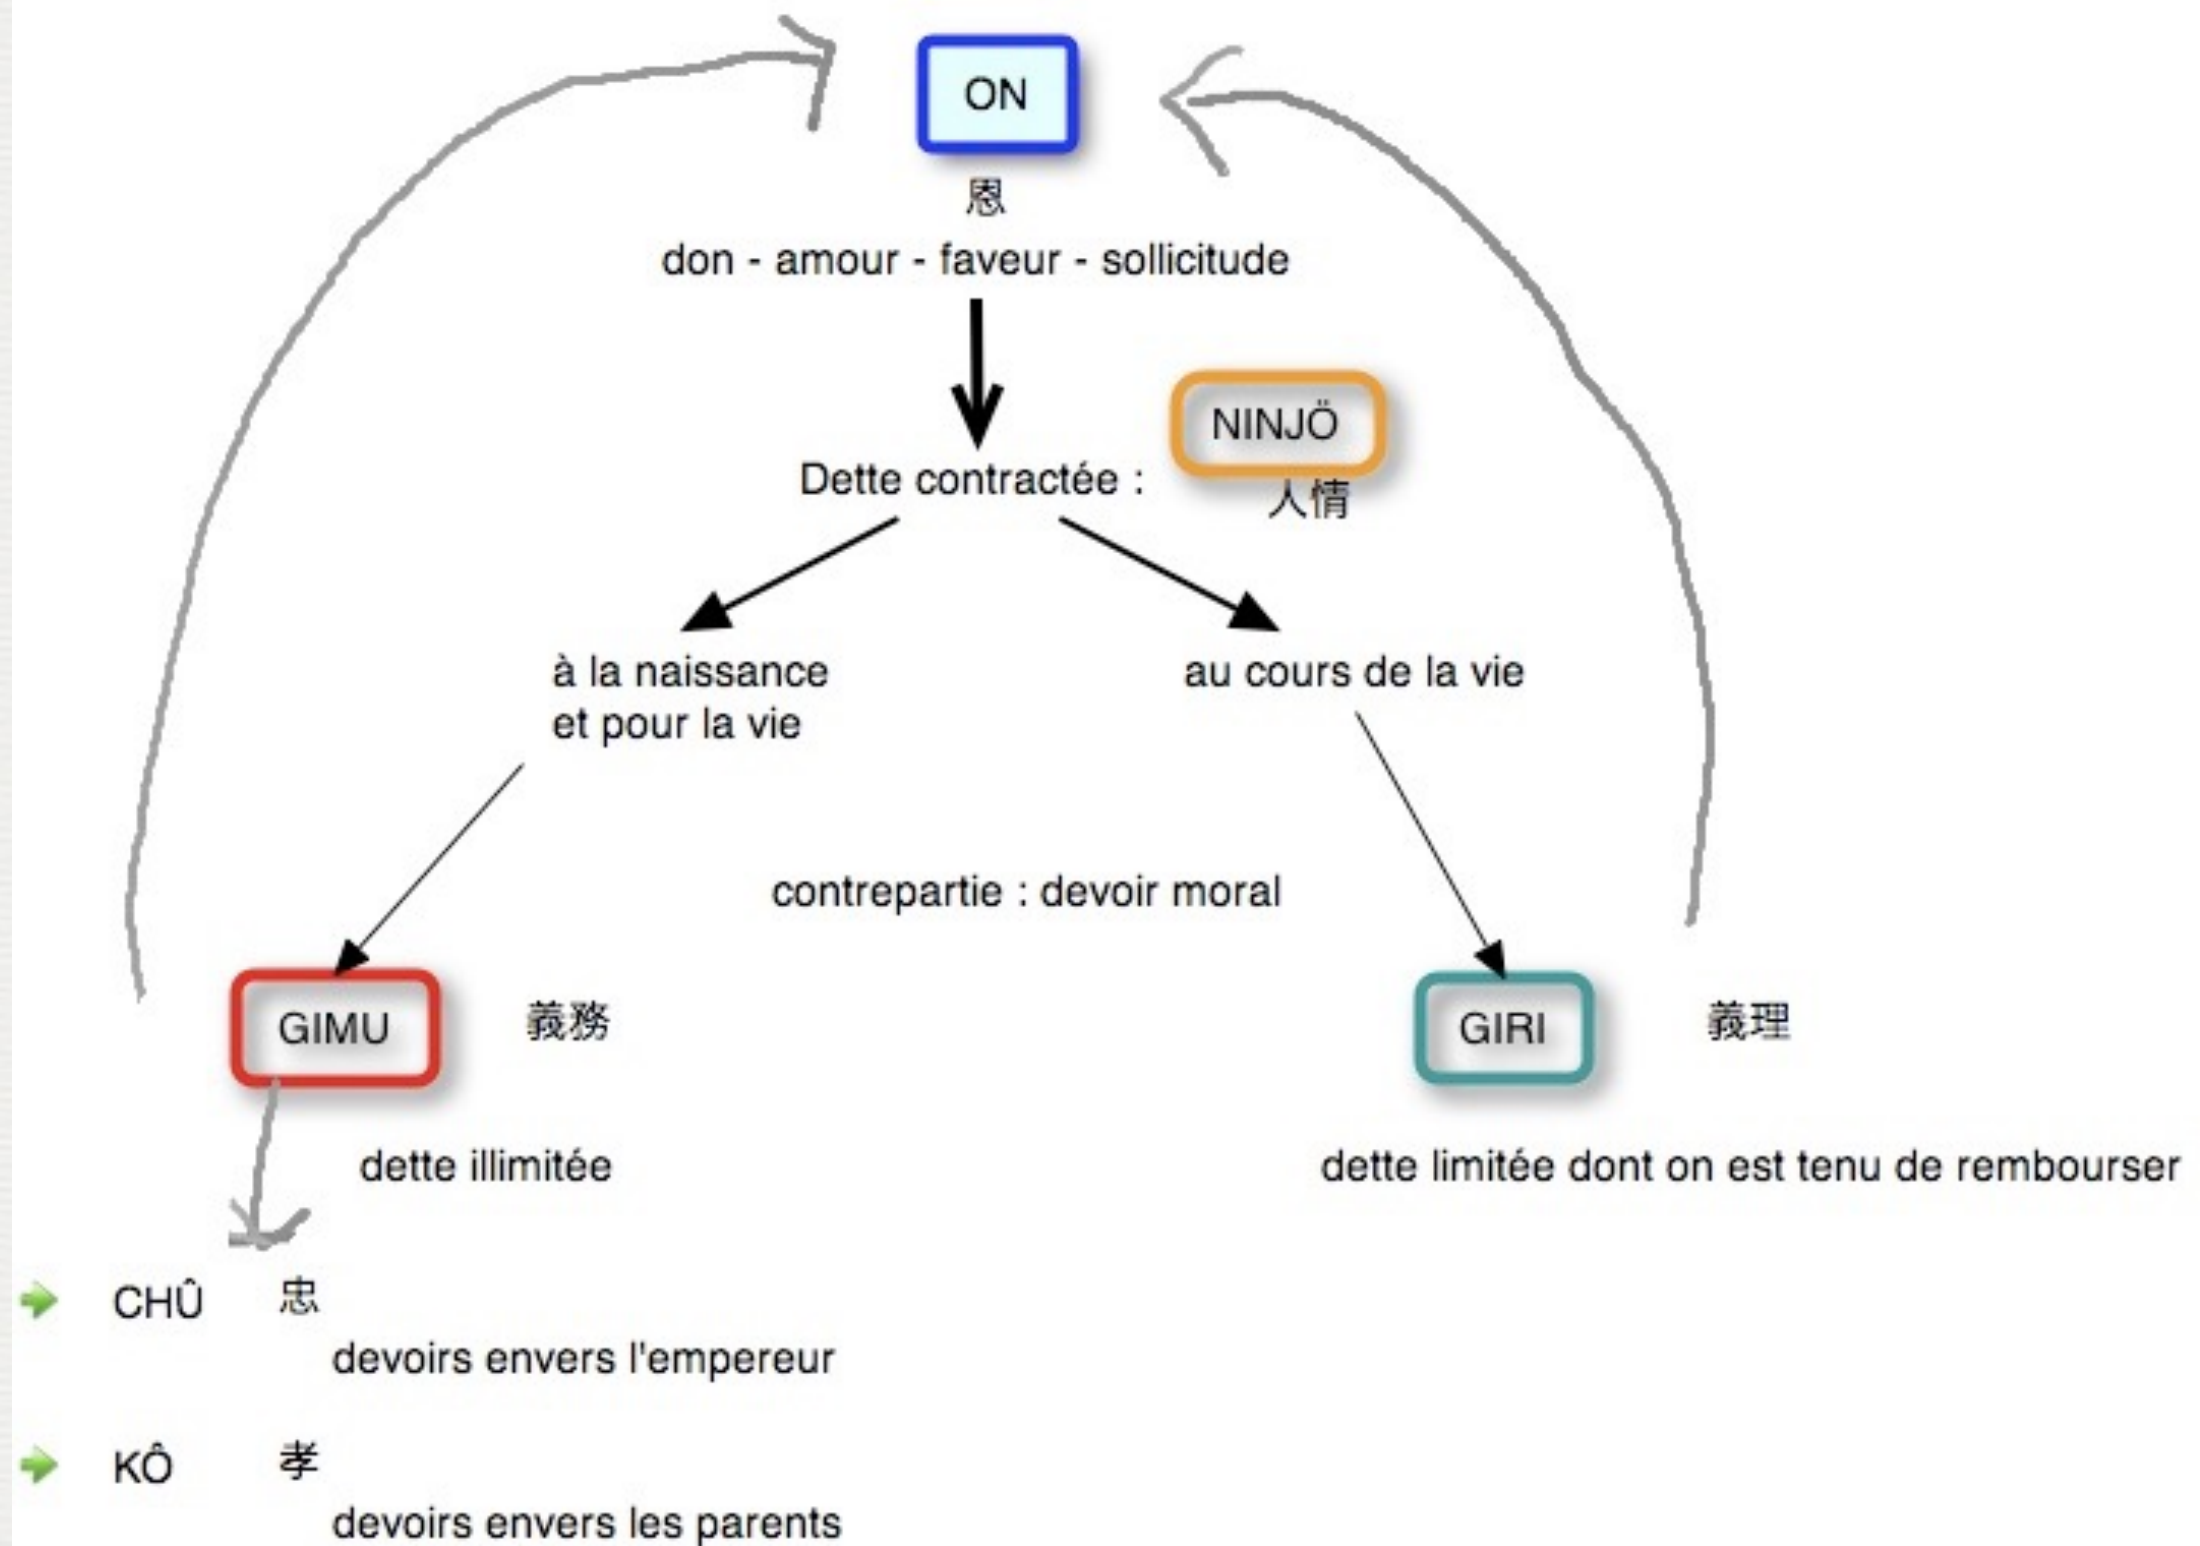 ON
恩
don - amour - faveur - sollicitude
NINJÖ
Dette contractée :
人情
à la naissance
et pour la vie
au cours de la vie
contrepartie : devoir moral
GIMU 義務
GIRI 義理
dette illimitée
dette limitée dont on est tenu de rembourser
CHÛ 忠
devoirs envers l'empereur
KÔ 孝
devoirs envers les parents